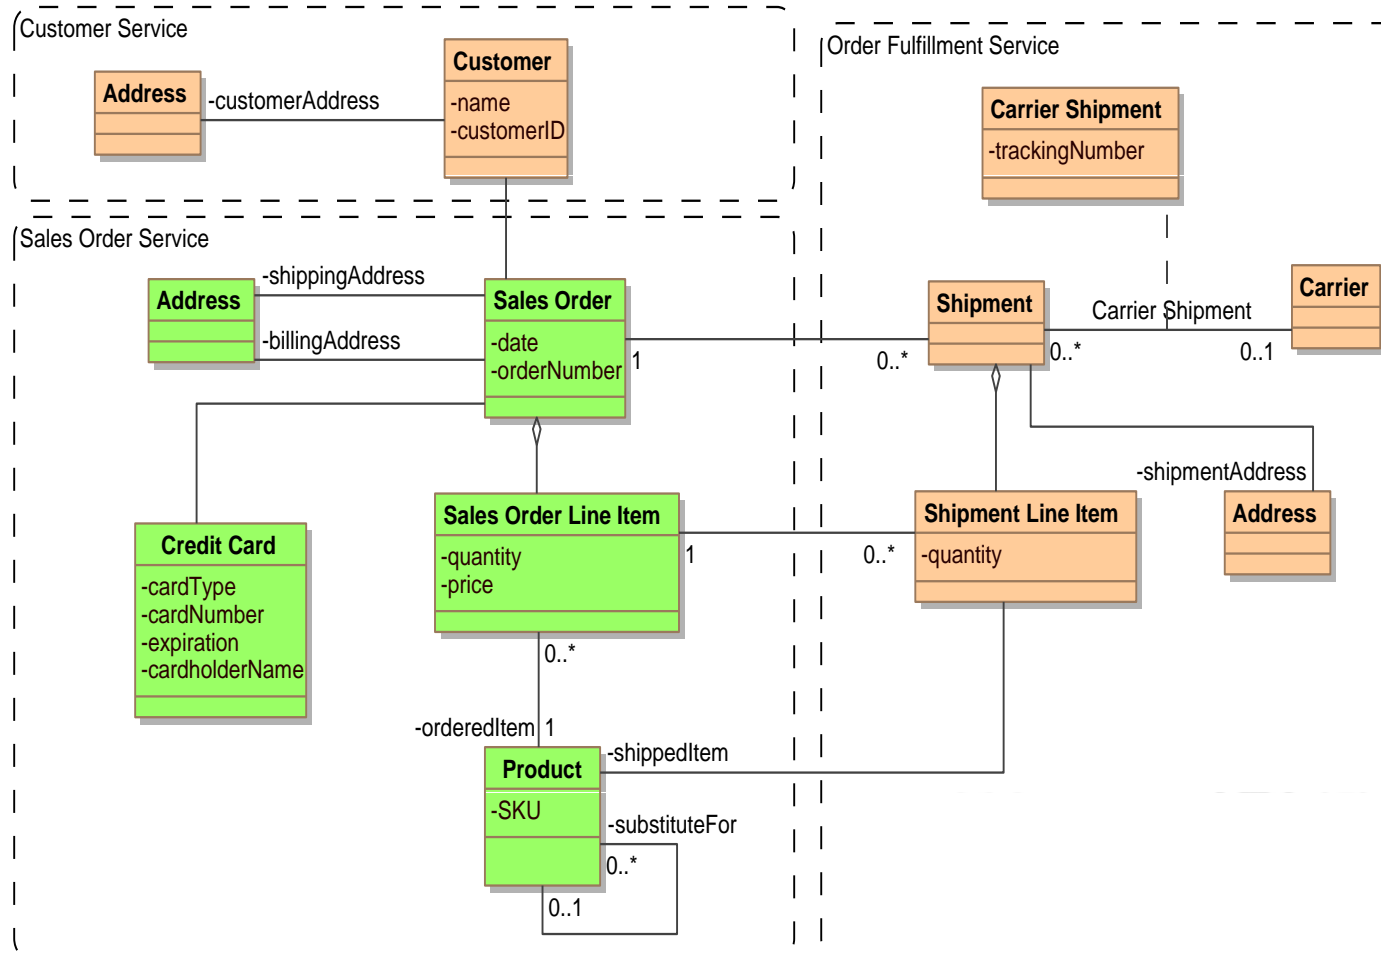 Customer Service
Address
-customerAddress
Customer
-name
-customerID
Order Fulfillment Service
Carrier Shipment
-trackingNumber
Sales Order Service
Address
-shippingAddress
-billingAddress
Sales Order
-date
-orderNumber
1
0..*
Shipment
Carrier Shipment
0..*
0..1
Carrier
-shipmentAddress
Address
Credit Card
-cardType
-cardNumber
-expiration
-cardholderName
Sales Order Line Item
-quantity
-price
1
0..*
Shipment Line Item
-quantity
0..*
-orderedItem
1
Product
-SKU
-shippedItem
-substituteFor
0..*
0..1